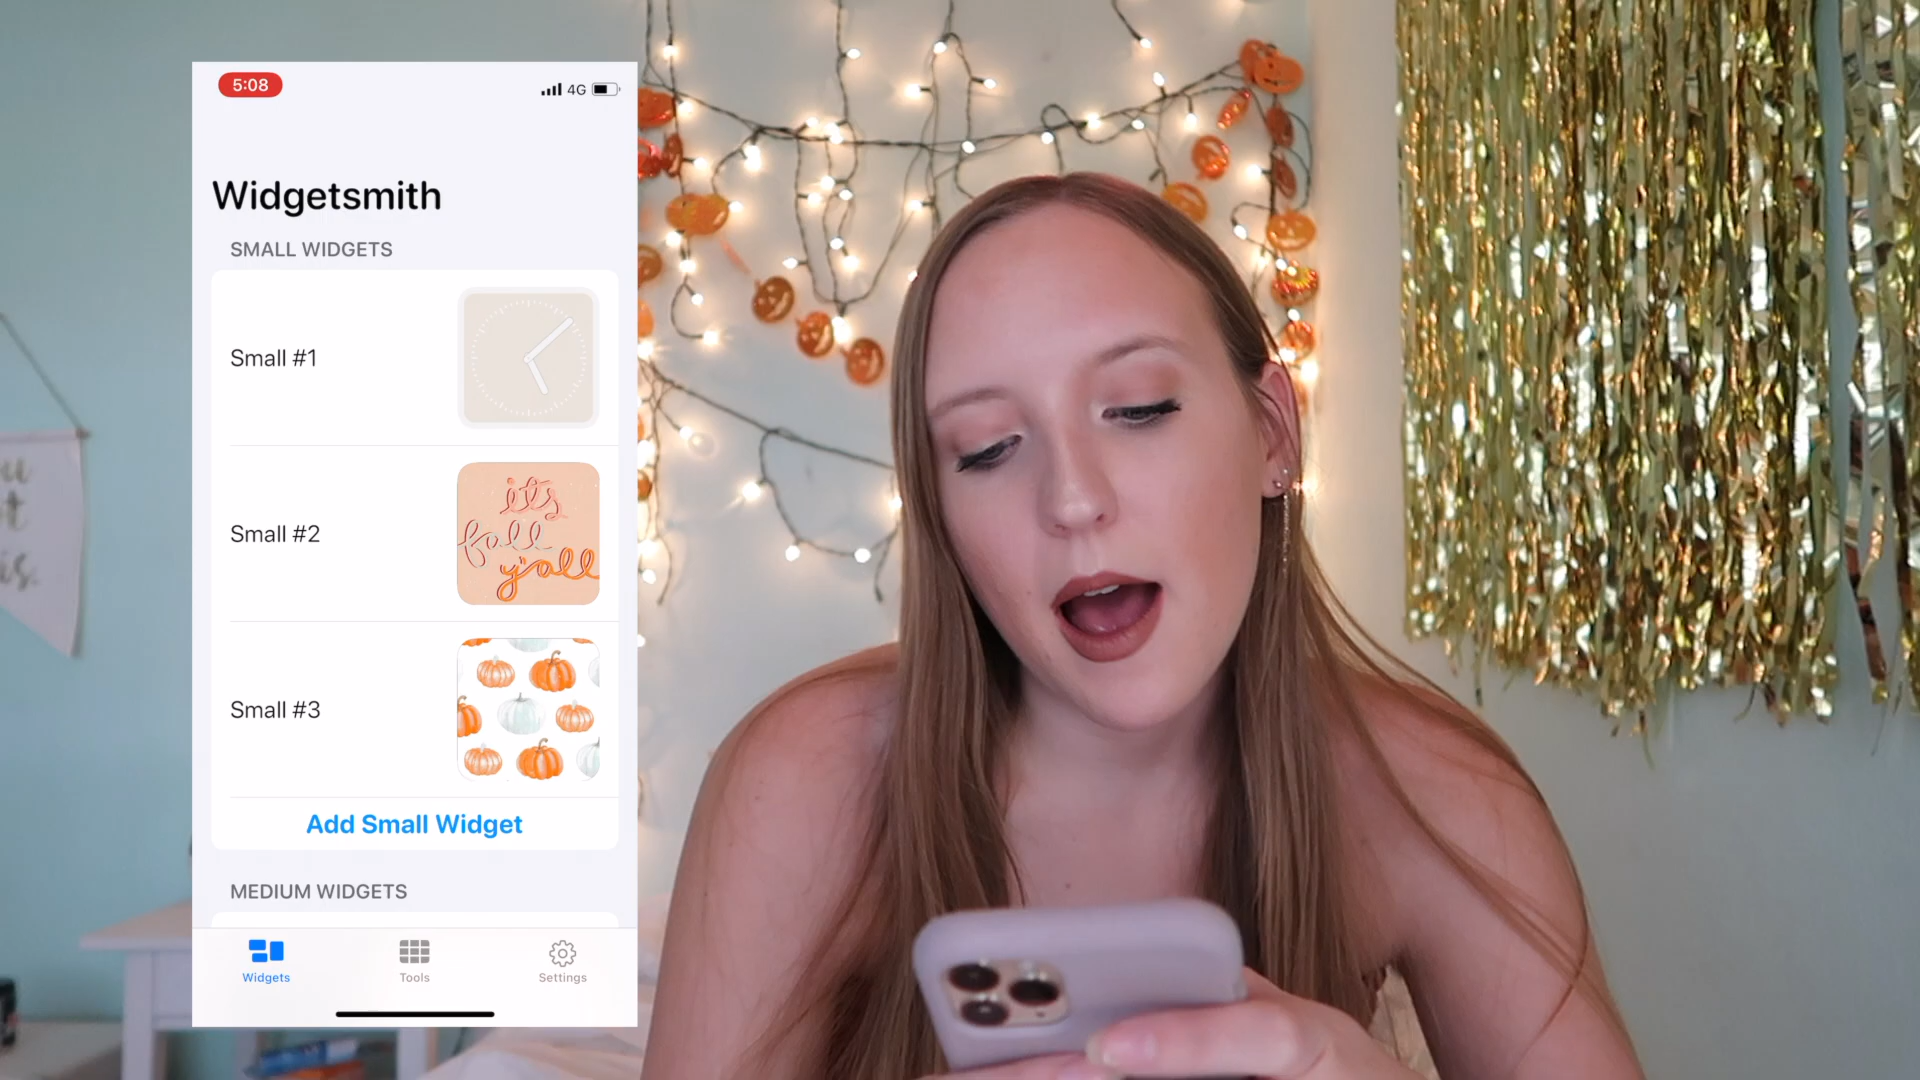 5:08
4G
Widgetsmith
SMALL WIDGETS
Small #1
Small #2
it's
fall
y'all
Small #3
Add Small Widget
MEDIUM WIDGETS
Widgets
Tools
Settings